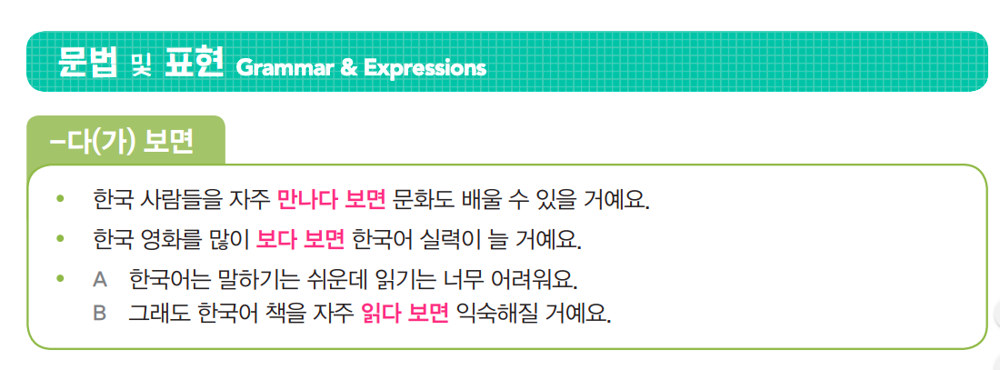 문법 및 표현 Grammar & Expressions
–다(가) 보면
• 한국 사람들을 자주 만나다 보면 문화도 배울 수 있을 거예요.
• 한국 영화를 많이 보다 보면 한국어 실력이 늘 거예요.
• A 한국어는 말하기는 쉬운데 읽기는 너무 어려워요.
B 그래도 한국어 책을 자주 읽다 보면 익숙해질 거예요.